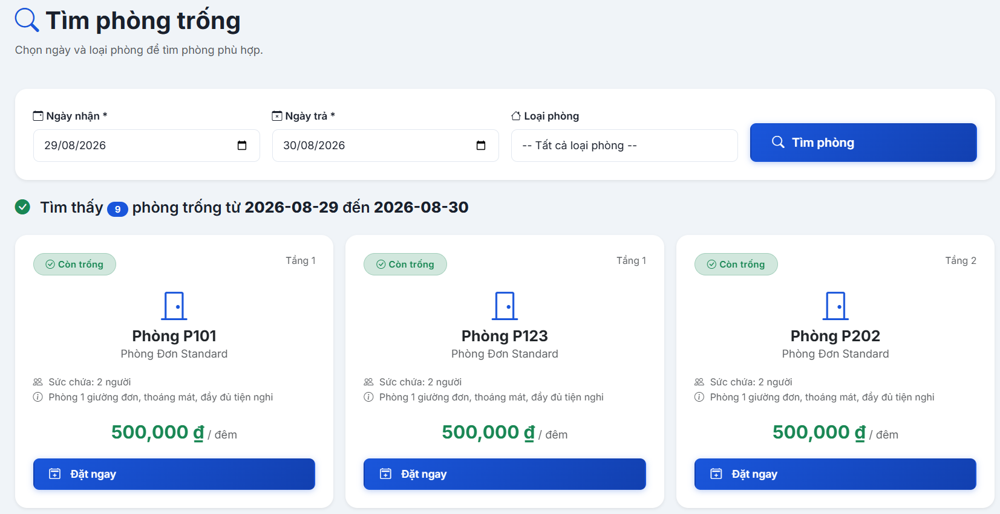 Tìm phòng trống
Chọn ngày và loại phòng để tìm phòng phù hợp.
Ngày nhận *
29/08/2026
Ngày trả *
30/08/2026
Loại phòng
-- Tất cả loại phòng --
Tìm phòng
Tìm thấy 9 phòng trống từ 2026-08-29 đến 2026-08-30
Còn trống
Tầng 1
Phòng P101
Phòng Đơn Standard
Sức chứa: 2 người
Phòng 1 giường đơn, thoáng mát, đầy đủ tiện nghi
500,000 ₫ / đêm
Đặt ngay
Còn trống
Tầng 1
Phòng P123
Phòng Đơn Standard
Sức chứa: 2 người
Phòng 1 giường đơn, thoáng mát, đầy đủ tiện nghi
500,000 ₫ / đêm
Đặt ngay
Còn trống
Tầng 2
Phòng P202
Phòng Đơn Standard
Sức chứa: 2 người
Phòng 1 giường đơn, thoáng mát, đầy đủ tiện nghi
500,000 ₫ / đêm
Đặt ngay